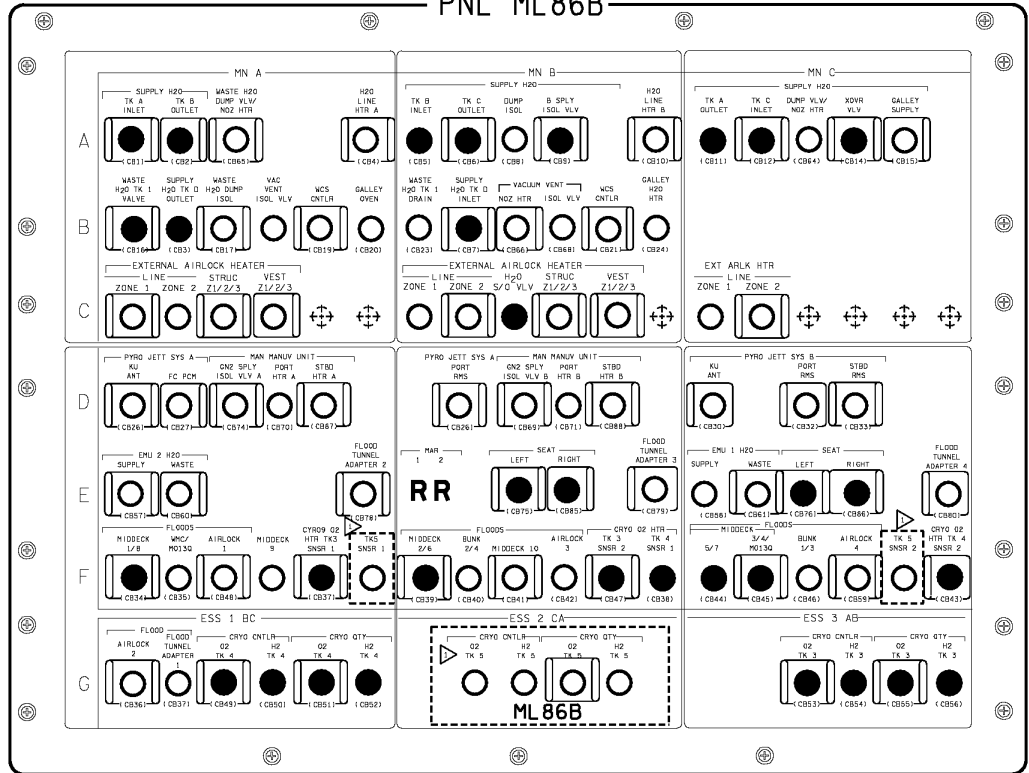 PNL ML86B
MN A
MN B
MN C
SUPPLY H2O
WASTE H2O
H2O
SUPPLY H2O
H2O
SUPPLY H2O
TK A
TK B
DUMP VLV/
LINE
TK B
TK C
DUMP
B SPLY
LINE
TK A
TK C
DUMP VLV/
XOVR
GALLEY
INLET
OUTLET
NOZ HTR
HTR A
INLET
OUTLET
ISOL
ISOL VLV
HTR B
OUTLET
INLET
NOZ HTR
VLV
SUPPLY
A
(CB1)
(CB2)
(CB65)
(CB4)
(CB5)
(CB6)
(CB8)
(CB9)
(CB10)
(CB11)
(CB12)
(CB64)
(CB14)
(CB15)
WASTE
SUPPLY
WASTE
VAC
WCS
GALLEY
WASTE
SUPPLY
VACUUM VENT
WCS
GALLEY
H2O TK 1
H2O TK D
H2O DUMP
VENT
CNTLR
OVEN
H2O TK 1
H2O TK D
NOZ HTR
ISOL VLV
CNTLR
H2O
VALVE
OUTLET
ISOL
ISOL VLV
DRAIN
INLET
HTR
B
(CB16)
(CB3)
(CB17)
(CB18)
(CB19)
(CB20)
(CB23)
(CB7)
(CB66)
(CB68)
(CB21)
(CB24)
EXTERNAL AIRLOCK HEATER
EXTERNAL AIRLOCK HEATER
EXT ARLK HTR
LINE
STRUC
VEST
LINE
H2O
STRUC
VEST
LINE
ZONE 1
ZONE 2
Z1/2/3
Z1/2/3
ZONE 1
ZONE 2
S/O VLV
Z1/2/3
Z1/2/3
ZONE 1
ZONE 2
C
PYRO JETT SYS A
MAN MANUV UNIT
PYRO JETT SYS A
MAN MANUV UNIT
PYRO JETT SYS B
KU
GN2 SPLY
PORT
STBD
PORT
GN2 SPLY
PORT
STBD
KU
PORT
STBD
ANT
FC PCM
ISOL VLV A
HTR A
HTR A
RMS
ISOL VLV B
HTR B
HTR B
ANT
RMS
RMS
D
(CB26)
(CB27)
(CB74)
(CB70)
(CB87)
(CB26)
(CB69)
(CB71)
(CB88)
(CB30)
(CB32)
(CB33)
EMU 2 H2O
FLOOD
TUNNEL
ADAPTER 2
MAR
SEAT
FLOOD
TUNNEL
ADAPTER 3
EMU 1 H2O
SEAT
FLOOD
TUNNEL
ADAPTER 4
SUPPLY
WASTE
1
2
LEFT
RIGHT
SUPPLY
WASTE
LEFT
RIGHT
E
R R
(CB57)
(CB60)
(CB78)
(CB75)
(CB85)
(CB79)
(CB58)
(CB61)
(CB76)
(CB86)
(CB80)
1
1
FLOODS
CYRO9 O2
FLOODS
CRYO O2 HTR
MIDDECK
FLOODS
CRYO O2
MIDDECK
WMC/
AIRLOCK
MIDDECK
HTR TK3
TK5
MIDDECK
BUNK
AIRLOCK
TK 3
TK 4
3/4/
BUNK
AIRLOCK
TK 5
HTR TK 4
1/8
MO13Q
1
9
SNSR 1
SNSR 1
2/6
2/4
MIDDECK 10
3
SNSR 2
SNSR 1
5/7
MO13Q
1/3
4
SNSR 2
SNSR 2
F
(CB34)
(CB35)
(CB48)
(CB37)
(CB39)
(CB40)
(CB41)
(CB42)
(CB47)
(CB38)
(CB44)
(CB45)
(CB46)
(CB59)
(CB43)
ESS 1 BC
ESS 2 CA
ESS 3 AB
FLOOD
CRYO CNTLR
CRYO QTY
CRYO CNTLR
CRYO QTY
CRYO CNTLR
CRYO QTY
AIRLOCK
2
FLOOD
TUNNEL
ADAPTER
1
O2
TK 4
H2
TK 4
O2
TK 4
H2
TK 4
1
O2
TK 5
H2
TK 5
O2
TK 5
H2
TK 5
O2
TK 3
H2
TK 3
O2
TK 3
H2
TK 3
G
(CB36)
(CB37)
(CB49)
(CB50)
(CB51)
(CB52)
ML86B
(CB53)
(CB54)
(CB55)
(CB56)